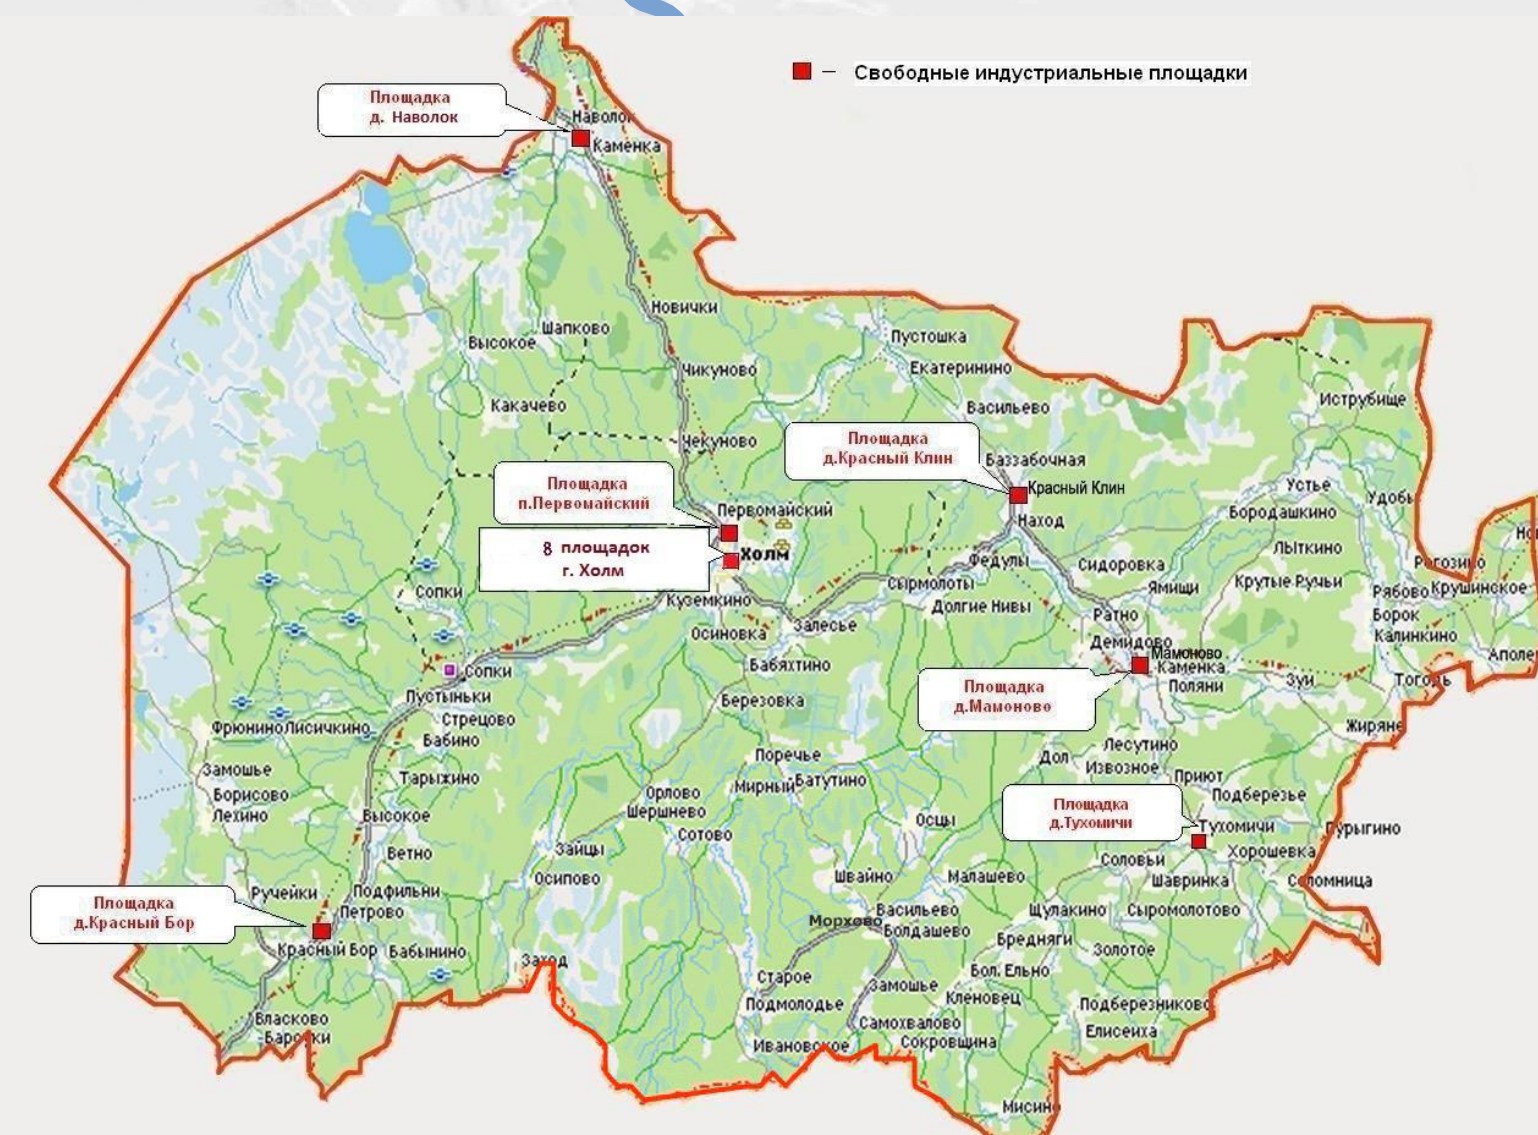 – Свободные индустриальные площадки
Площадка
д. Наволок
Наволок
Каменка
Новички
Шапково
Высокое
Пустошка
Чикуново
Екатеринино
Какачево
Васильево
Иструбище
Чекуново
Площадка
д.Красный Клин
Баззабочная
Площадка
п.Первомайский
Красный Клин
Устье
Удобь
Первомайский
Наход
Бородашкино
8 площадок
г. Холм
Холм
Лыткино
Федулы
Сидоровка
Рогозино
Сопки
Сырмолоты
Ямищи
Крутые Ручьи
Рябово
Крушинское
Куземкино
Долгие Нивы
Ратно
Борок
Осиновка
Залесье
Демидово
Калинкино
Мамоново
Аполе
Бабяхтино
Каменка
Сопки
Площадка
д.Мамоново
Поляни
Зуи
Тогодь
Пустыньки
Березовка
Стрецово
Фрюнино
Лисичкино
Жиряне
Бабино
Лесутино
Поречье
Дол
Извозное
Замошье
Тарыжино
Мирный
Батутино
Приют
Борисово
Орлово
Подберезье
Площадка
д.Тухомичи
Лехино
Высокое
Шершнево
Осцы
Тухомичи
Гурыгино
Сотово
Ветно
Зайцы
Соловьи
Хорошевка
Осипово
Швайно
Малашево
Шавринка
Соломница
Ручейки
Подфильни
Площадка
д.Красный Бор
Петрово
Васильево
Щулакино
Сыромолотово
Морхово
Болдашево
Красный Бор
Бабынино
Бредняги
Золотое
Заход
Старое
Бол. Ельно
Замошье
Кленовец
Подмолодье
Подберезниково
Власково
Самохвалово
Елисеиха
Барсуки
Ивановское
Сокровщина
Мисино